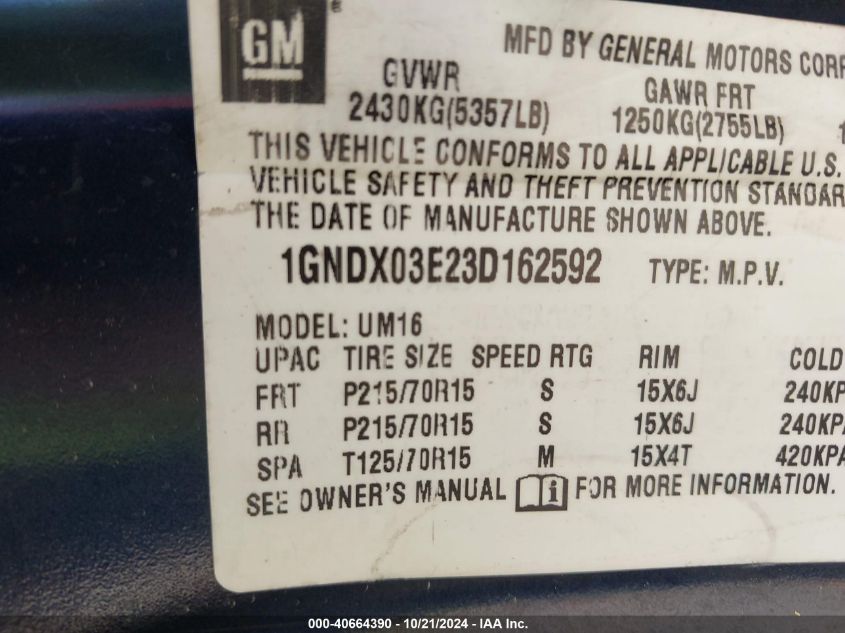 GM ®
MFD BY GENERAL MOTORS CORP
GVWR GAWR FRT
2430KG(5357LB) 1250KG(2755LB) 1
THIS VEHICLE CONFORMS TO ALL APPLICABLE U.S.
VEHICLE SAFETY AND THEFT PREVENTION STANDAR
THE DATE OF MANUFACTURE SHOWN ABOVE.
1GNDX03E23D162592 TYPE: M.P.V.
MODEL: UM16
UPAC TIRE SIZE SPEED RTG RIM COLD
FRT P215/70R15 S 15X6J 240KP
RR P215/70R15 S 15X6J 240KPA
SPA T125/70R15 M 15X4T 420KPA
SEE OWNER'S MANUAL i FOR MORE INFORMATION.
000-40664390 - 10/21/2024 - IAA Inc.